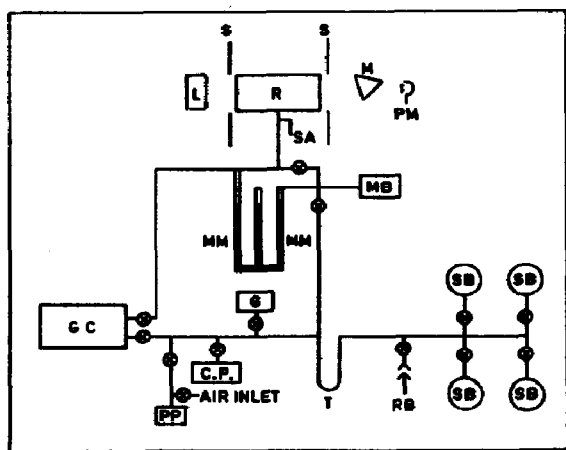 S S
L R M
PM
SA
MB
MM MM
SB SB
G
GC
C.P.
AIR INLET
PP T RB SB SB